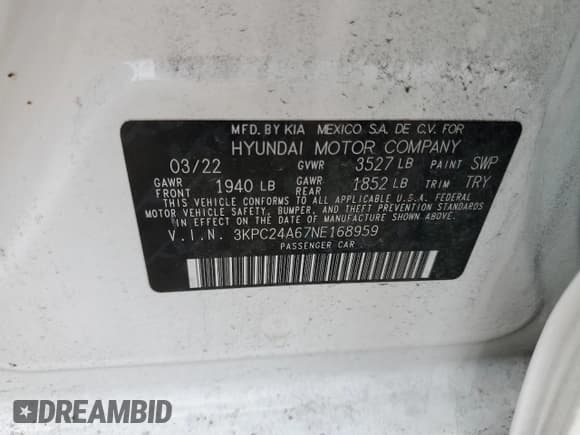 MFD. BY KIA MEXICO S.A. DE C.V. FOR
HYUNDAI MOTOR COMPANY
03/22 GVWR 3527 LB PAINT SWP
GAWR FRONT 1940 LB GAWR REAR 1852 LB TRIM TRY
THIS VEHICLE CONFORMS TO ALL APPLICABLE U.S.A. FEDERAL
MOTOR VEHICLE SAFETY, BUMPER, AND THEFT PREVENTION STANDARDS
IN EFFECT ON THE DATE OF MANUFACTURE SHOWN ABOVE.
V.I.N. 3KPC24A67NE168959
PASSENGER CAR
DREAMBID